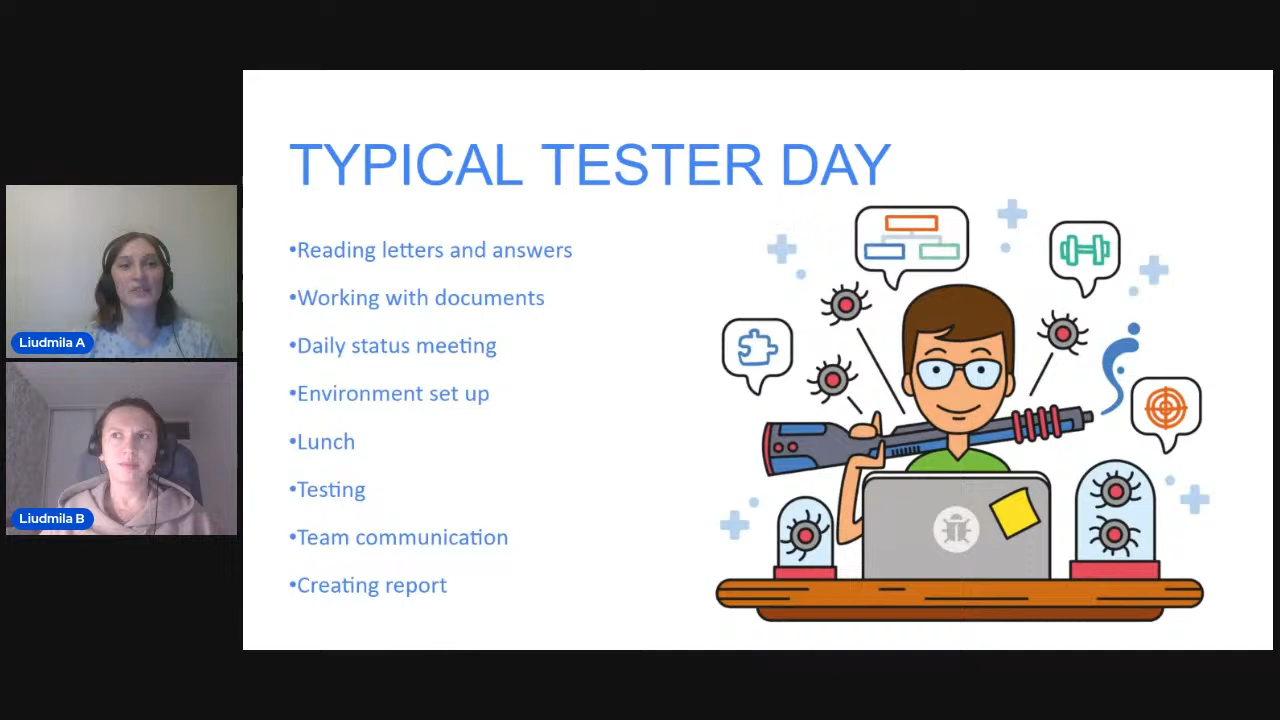 TYPICAL TESTER DAY
•Reading letters and answers
•Working with documents
•Daily status meeting
•Environment set up
•Lunch
•Testing
•Team communication
•Creating report
Liudmila A
Liudmila B